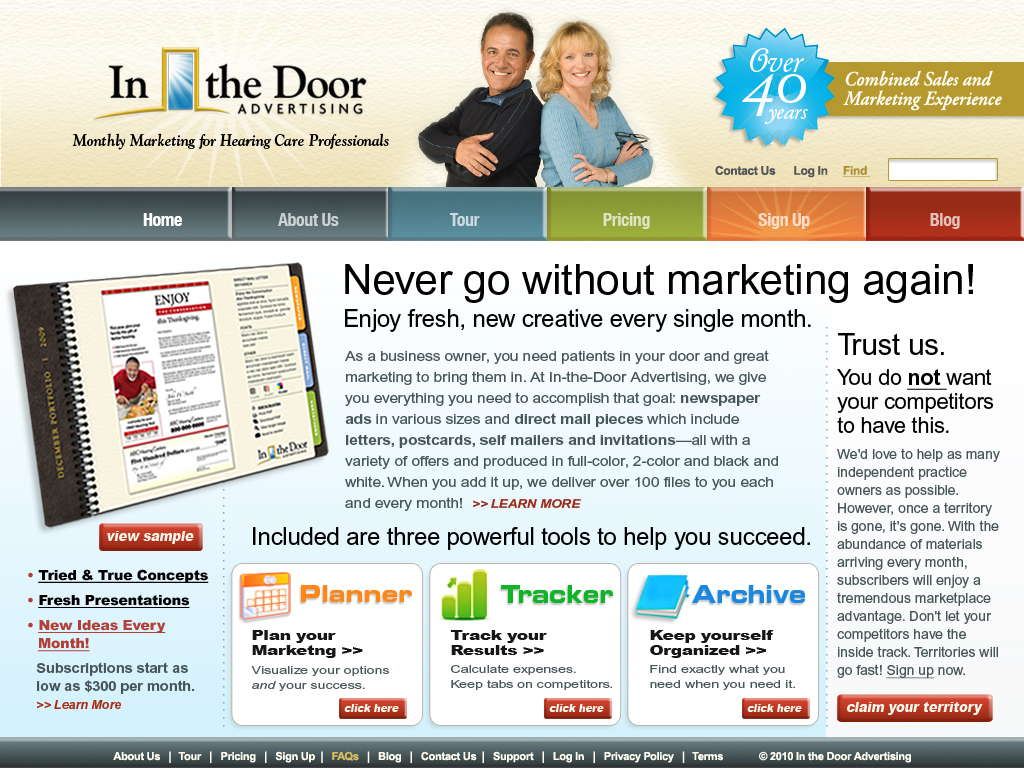 In the Door
ADVERTISING
Monthly Marketing for Hearing Care Professionals
Over
40
years
Combined Sales and
Marketing Experience
Contact Us Log In Find
Home About Us Tour Pricing Sign Up Blog
DECEMBER PORTFOLIO | 2009
ENJOY
THE CONVERSATION
this Thanksgiving.
In the Door
view sample
• Tried & True Concepts
• Fresh Presentations
• New Ideas Every
Month!
Subscriptions start as
low as $300 per month.
>> Learn More
Never go without marketing again!
Enjoy fresh, new creative every single month.
As a business owner, you need patients in your door and great
marketing to bring them in. At In-the-Door Advertising, we give
you everything you need to accomplish that goal: newspaper
ads in various sizes and direct mail pieces which include
letters, postcards, self mailers and invitations—all with a
variety of offers and produced in full-color, 2-color and black and
white. When you add it up, we deliver over 100 files to you each
and every month! >> LEARN MORE
Included are three powerful tools to help you succeed.
Planner
Plan your
Marketng >>
Visualize your options
and your success.
click here
Tracker
Track your
Results >>
Calculate expenses.
Keep tabs on competitors.
click here
Archive
Keep yourself
Organized >>
Find exactly what you
need when you need it.
click here
Trust us.
You do not want
your competitors
to have this.
We'd love to help as many
independent practice
owners as possible.
However, once a territory
is gone, it's gone. With the
abundance of materials
arriving every month,
subscribers will enjoy a
tremendous marketplace
advantage. Don't let your
competitors have the
inside track. Territories will
go fast! Sign up now.
claim your territory
About Us | Tour | Pricing | Sign Up | FAQs | Blog | Contact Us | Support | Log In | Privacy Policy | Terms © 2010 In the Door Advertising